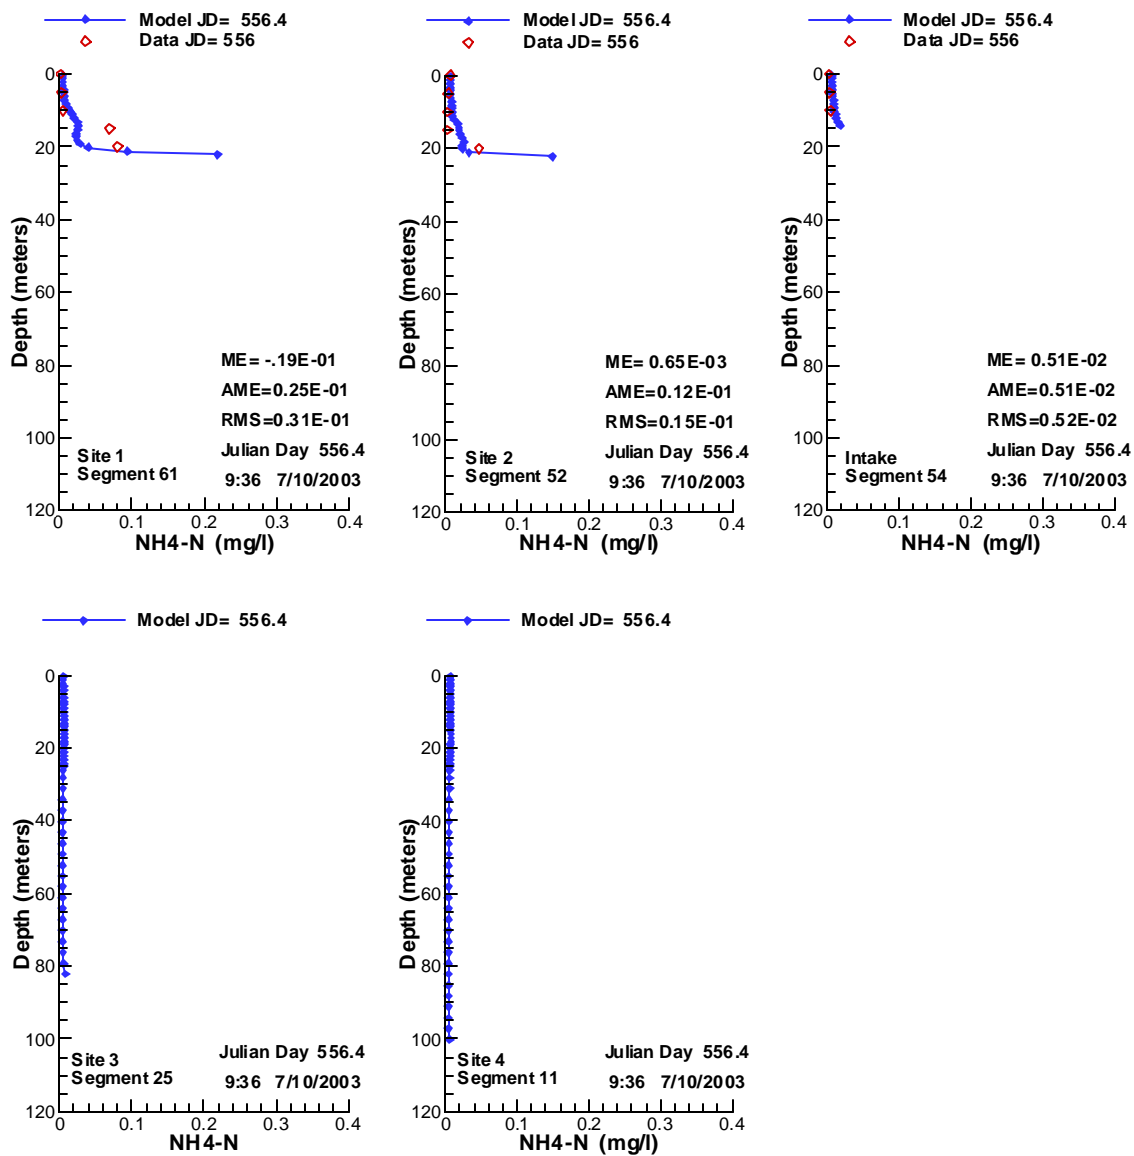 Model JD= 556.4
Data JD= 556
0
20
40
60
80
100
120
Depth (meters)
ME= -.19E-01
AME=0.25E-01
RMS=0.31E-01
Site 1
Segment 61
Julian Day 556.4
9:36 7/10/2003
0 0.1 0.2 0.3 0.4
NH4-N (mg/l)
Model JD= 556.4
Data JD= 556
0
20
40
60
80
100
120
Depth (meters)
ME= 0.65E-03
AME=0.12E-01
RMS=0.15E-01
Site 2
Segment 52
Julian Day 556.4
9:36 7/10/2003
0 0.1 0.2 0.3 0.4
NH4-N (mg/l)
Model JD= 556.4
Data JD= 556
0
20
40
60
80
100
120
Depth (meters)
ME= 0.51E-02
AME=0.51E-02
RMS=0.52E-02
Intake
Segment 54
Julian Day 556.4
9:36 7/10/2003
0 0.1 0.2 0.3 0.4
NH4-N (mg/l)
Model JD= 556.4
0
20
40
60
80
100
120
Depth (meters)
Site 3
Segment 25
Julian Day 556.4
9:36 7/10/2003
0 0.1 0.2 0.3 0.4
NH4-N
Model JD= 556.4
0
20
40
60
80
100
120
Depth (meters)
Site 4
Segment 11
Julian Day 556.4
9:36 7/10/2003
0 0.1 0.2 0.3 0.4
NH4-N (mg/l)